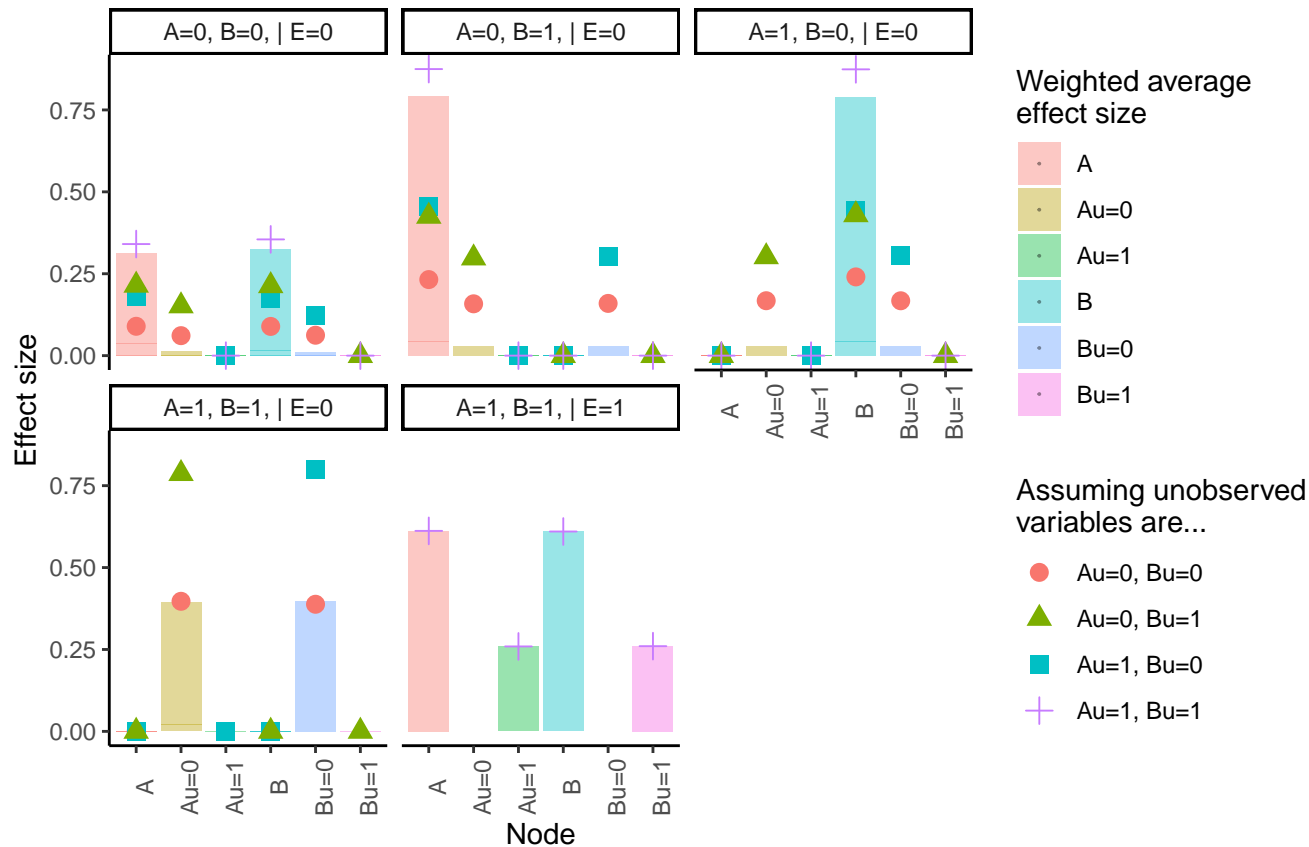 A=0, B=0, | E=0
A=0, B=1, | E=0
A=1, B=0, | E=0
0.75
0.50
0.25
0.00
A
Au=0
Au=1
B
Bu=0
Bu=1
A=1, B=1, | E=0
A=1, B=1, | E=1
0.75
0.50
0.25
0.00
A
Au=0
Au=1
B
Bu=0
Bu=1
A
Au=0
Au=1
B
Bu=0
Bu=1
Effect size
Node
Weighted average
effect size
A
Au=0
Au=1
B
Bu=0
Bu=1
Assuming unobserved
variables are...
Au=0, Bu=0
Au=0, Bu=1
Au=1, Bu=0
Au=1, Bu=1